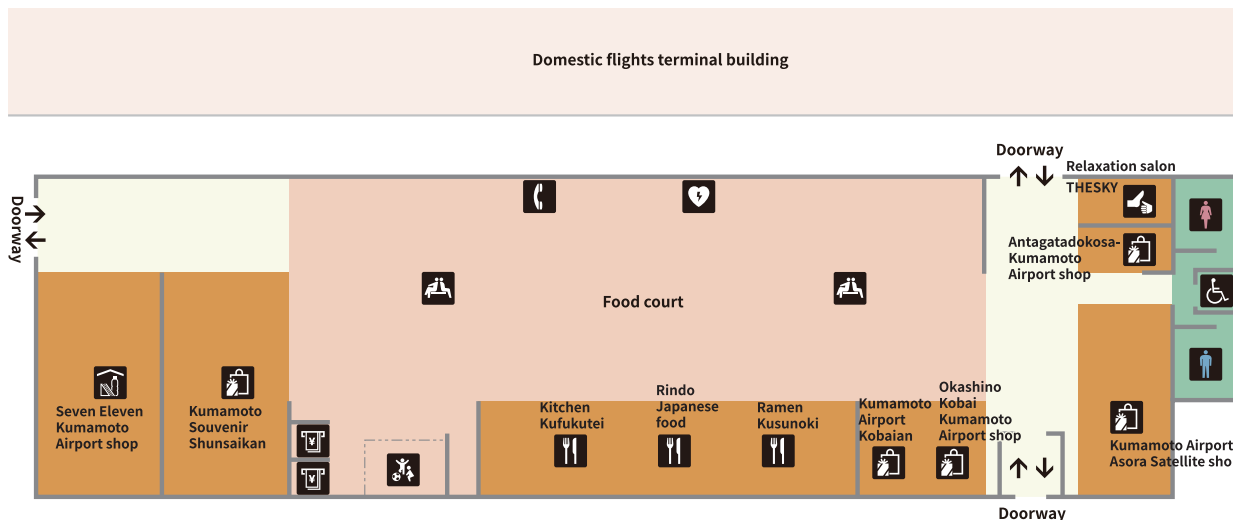 Domestic flights terminal building
Doorway
Relaxation salon
THESKY
Doorway
Antagatadokosa-
Kumamoto
Airport shop
Food court
Seven Eleven
Kumamoto
Airport shop
Kumamoto
Souvenir
Shunsaikan
¥
¥
Kitchen
Kufukutei
Rindo
Japanese
food
Ramen
Kusunoki
Kumamoto
Airport
Kobaian
Okashino
Kobai
Kumamoto
Airport shop
Kumamoto Airport
Asora Satellite sho
Doorway